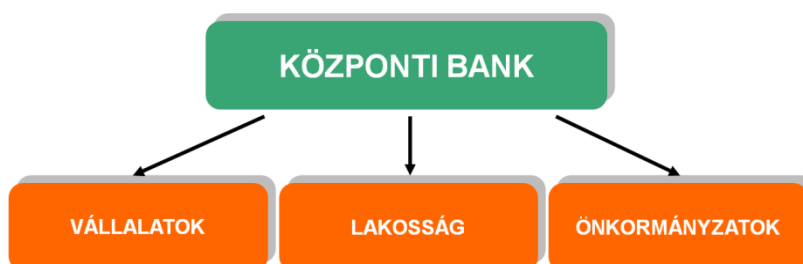 KÖZPONTI BANK
VÁLLALATOK
LAKOSSÁG
ÖNKORMÁNYZATOK